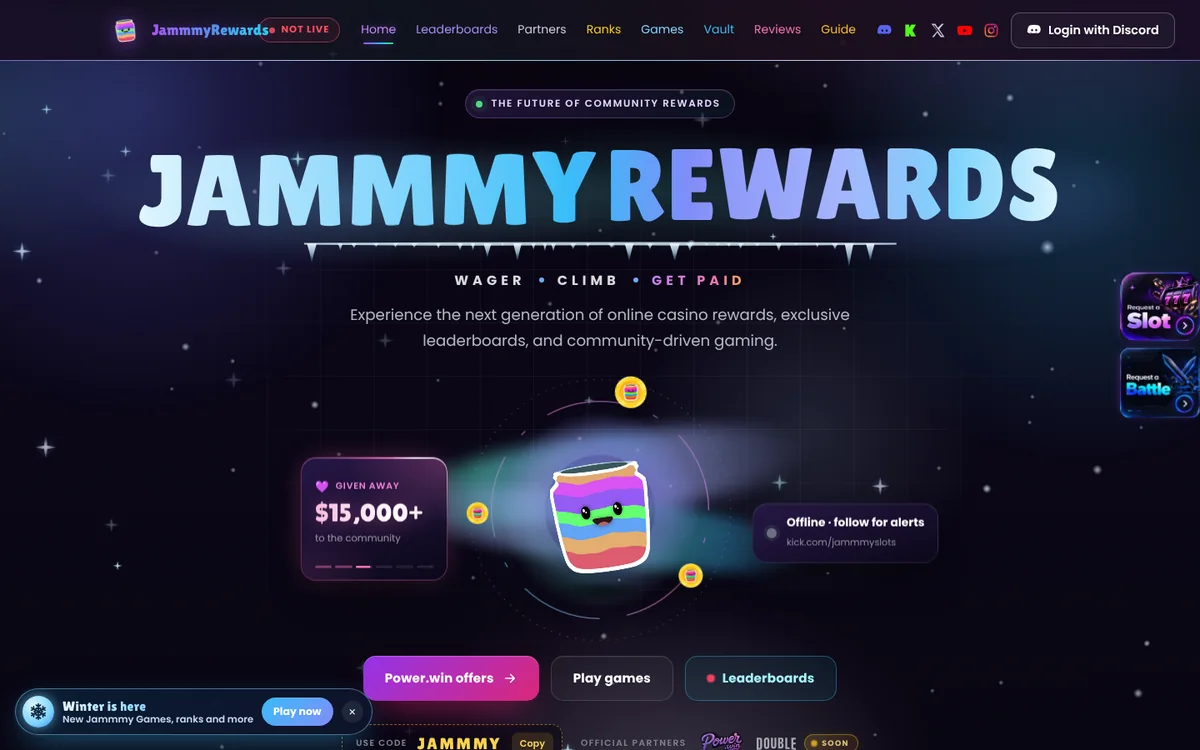 JammmyRewards
NOT LIVE
Home
Leaderboards
Partners
Ranks
Games
Vault
Reviews
Guide
Login with Discord
THE FUTURE OF COMMUNITY REWARDS
JAMMMY REWARDS
WAGER • CLIMB • GET PAID
Experience the next generation of online casino rewards, exclusive
leaderboards, and community-driven gaming.
Request a
Slot
Request a
Battle
GIVEN AWAY
$15,000+
to the community
Offline · follow for alerts
kick.com/jammmyslots
Power.win offers →
Play games
Leaderboards
Winter is here
New Jammmy Games, ranks and more
Play now
×
USE CODE JAMMMY Copy
OFFICIAL PARTNERS
Power
DOUBLE
SOON